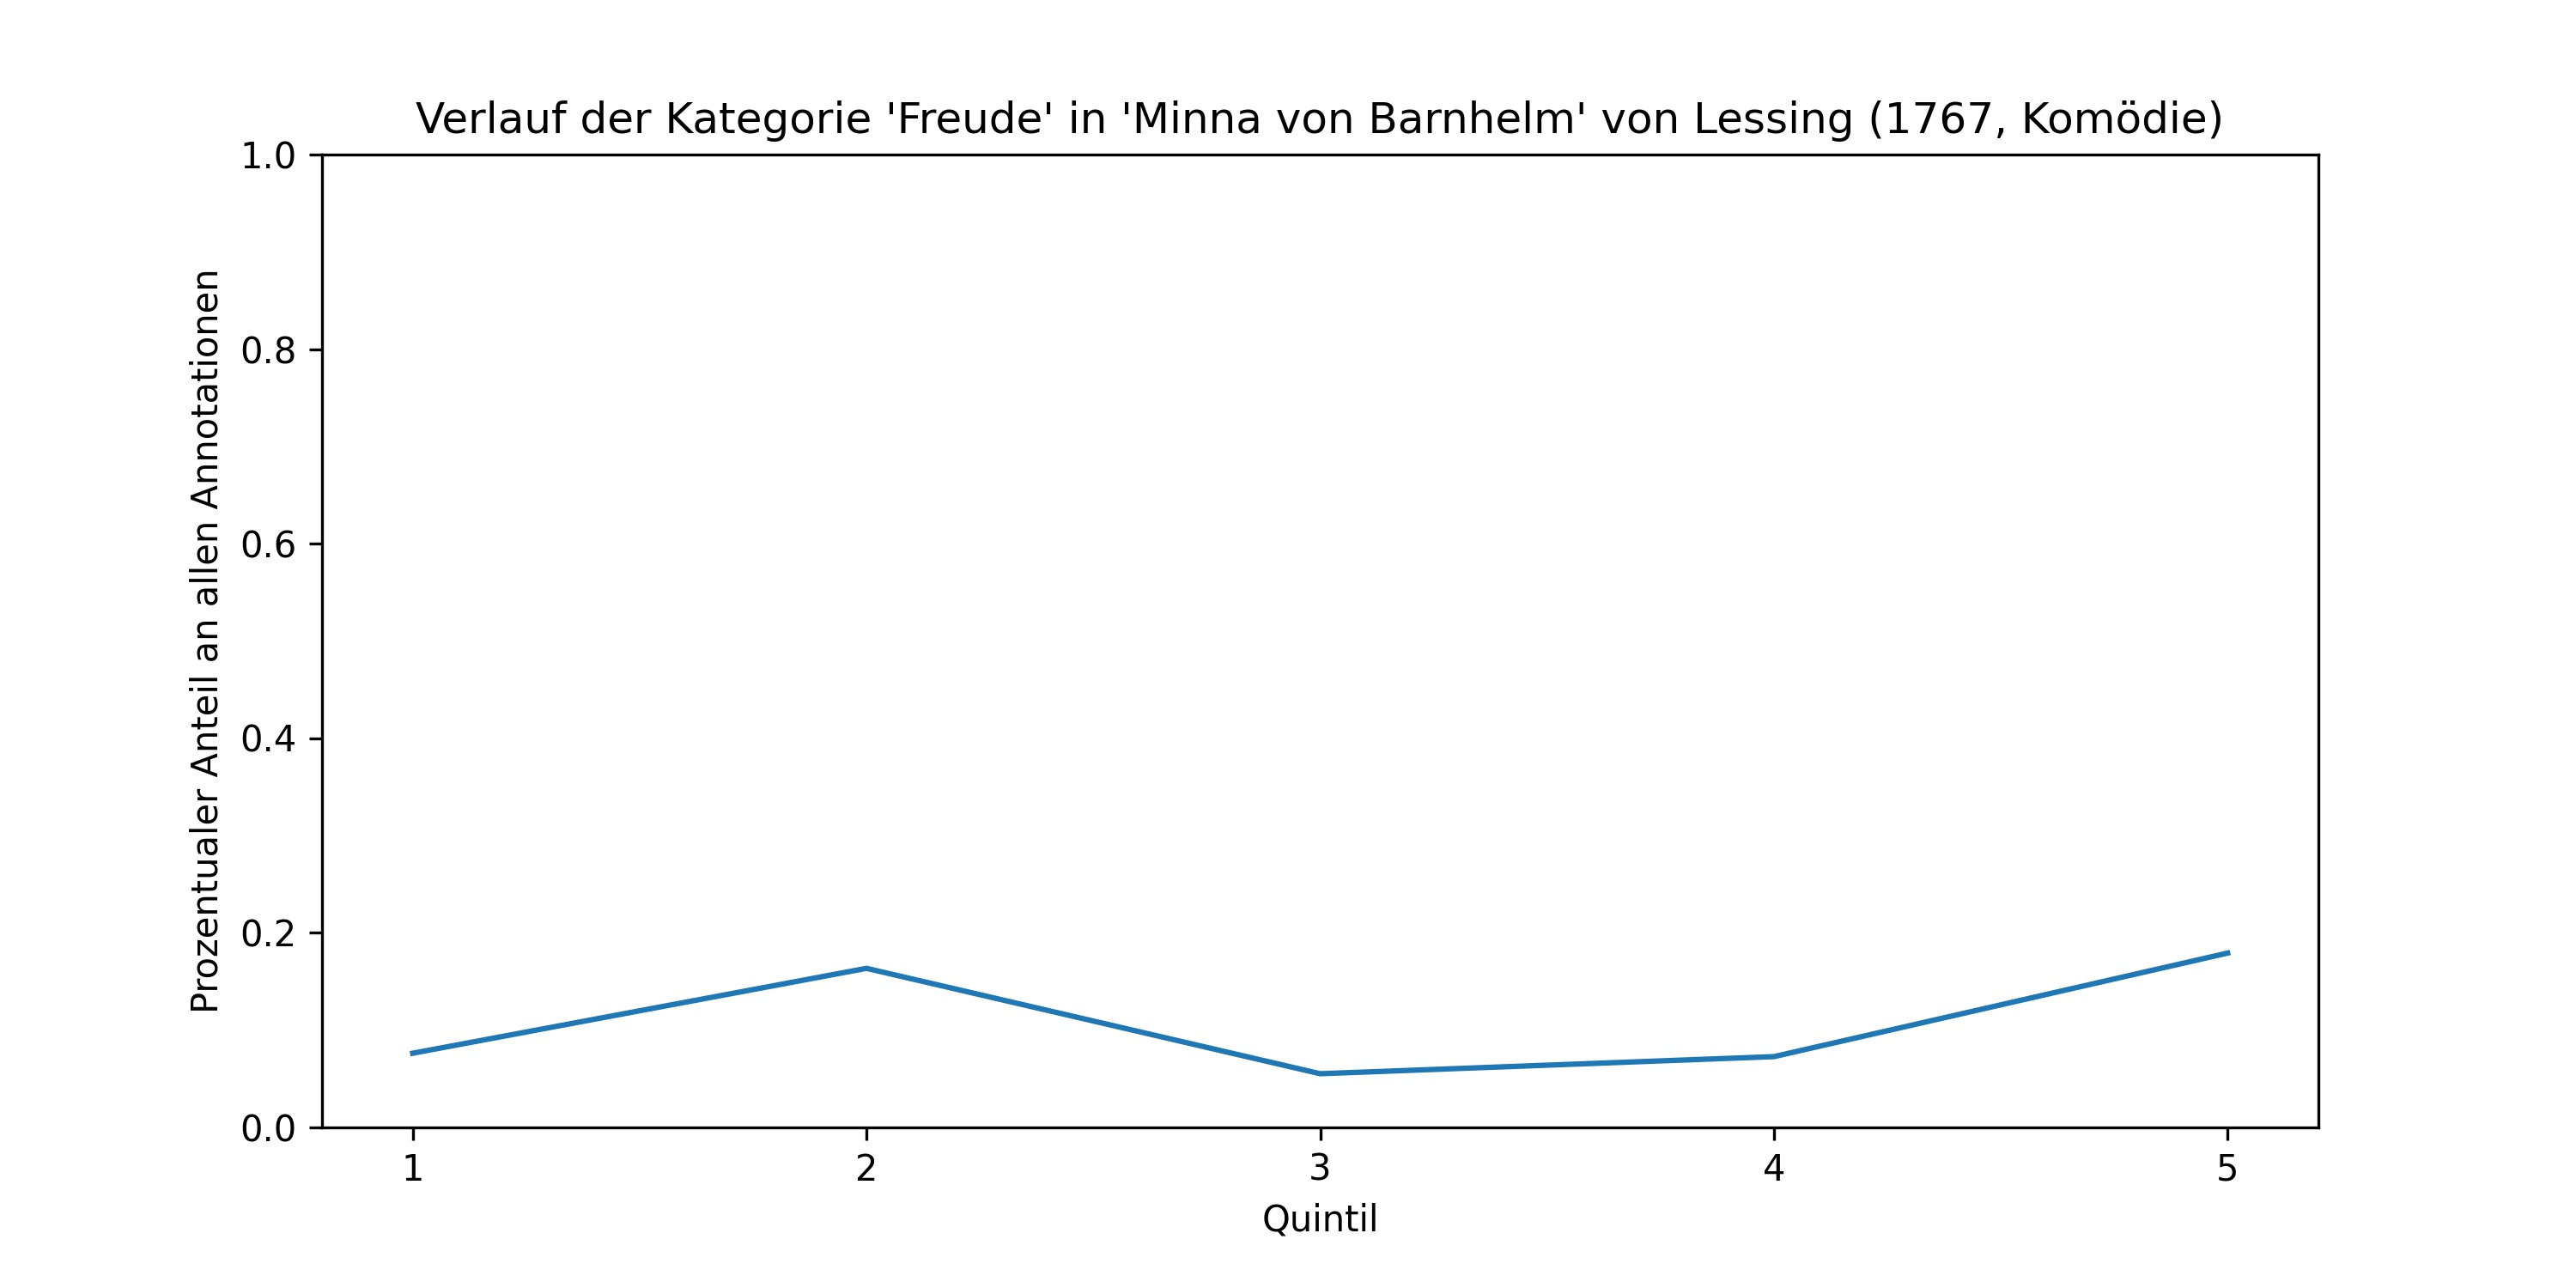 Verlauf der Kategorie 'Freude' in 'Minna von Barnhelm' von Lessing (1767, Komödie)
Prozentualer Anteil an allen Annotationen
1.0
0.8
0.6
0.4
0.2
0.0
1 2 3 4 5
Quintil